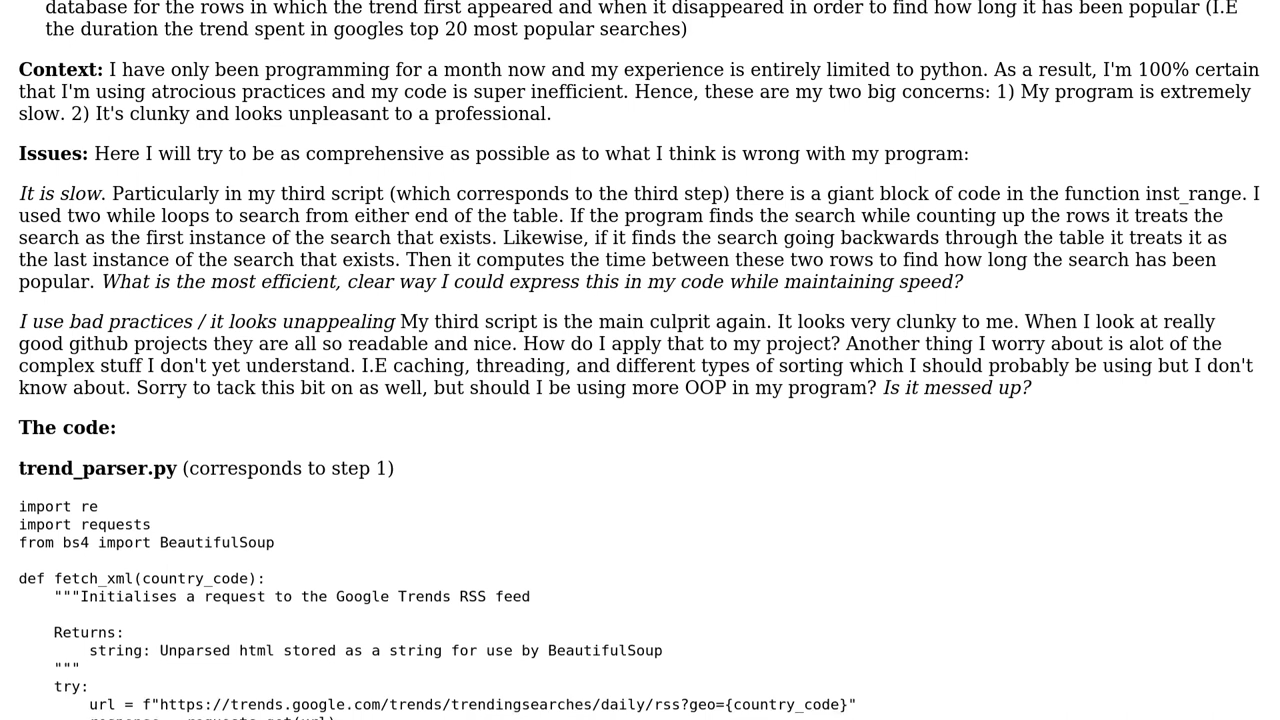 database for the rows in which the trend first appeared and when it disappeared in order to find how long it has been popular (I.E
the duration the trend spent in googles top 20 most popular searches)
Context: I have only been programming for a month now and my experience is entirely limited to python. As a result, I'm 100% certain
that I'm using atrocious practices and my code is super inefficient. Hence, these are my two big concerns: 1) My program is extremely
slow. 2) It's clunky and looks unpleasant to a professional.
Issues: Here I will try to be as comprehensive as possible as to what I think is wrong with my program:
It is slow. Particularly in my third script (which corresponds to the third step) there is a giant block of code in the function inst_range. I
used two while loops to search from either end of the table. If the program finds the search while counting up the rows it treats the
search as the first instance of the search that exists. Likewise, if it finds the search going backwards through the table it treats it as
the last instance of the search that exists. Then it computes the time between these two rows to find how long the search has been
popular. What is the most efficient, clear way I could express this in my code while maintaining speed?
I use bad practices / it looks unappealing My third script is the main culprit again. It looks very clunky to me. When I look at really
good github projects they are all so readable and nice. How do I apply that to my project? Another thing I worry about is alot of the
complex stuff I don't yet understand. I.E caching, threading, and different types of sorting which I should probably be using but I don't
know about. Sorry to tack this bit on as well, but should I be using more OOP in my program? Is it messed up?
The code:
trend_parser.py (corresponds to step 1)
import re
import requests
from bs4 import BeautifulSoup
def fetch_xml(country_code):
    """Initialises a request to the Google Trends RSS feed
    Returns:
        string: Unparsed html stored as a string for use by BeautifulSoup
    """
    try:
        url = f"https://trends.google.com/trends/trendingsearches/daily/rss?geo={country_code}"
        response = requests.get(url)